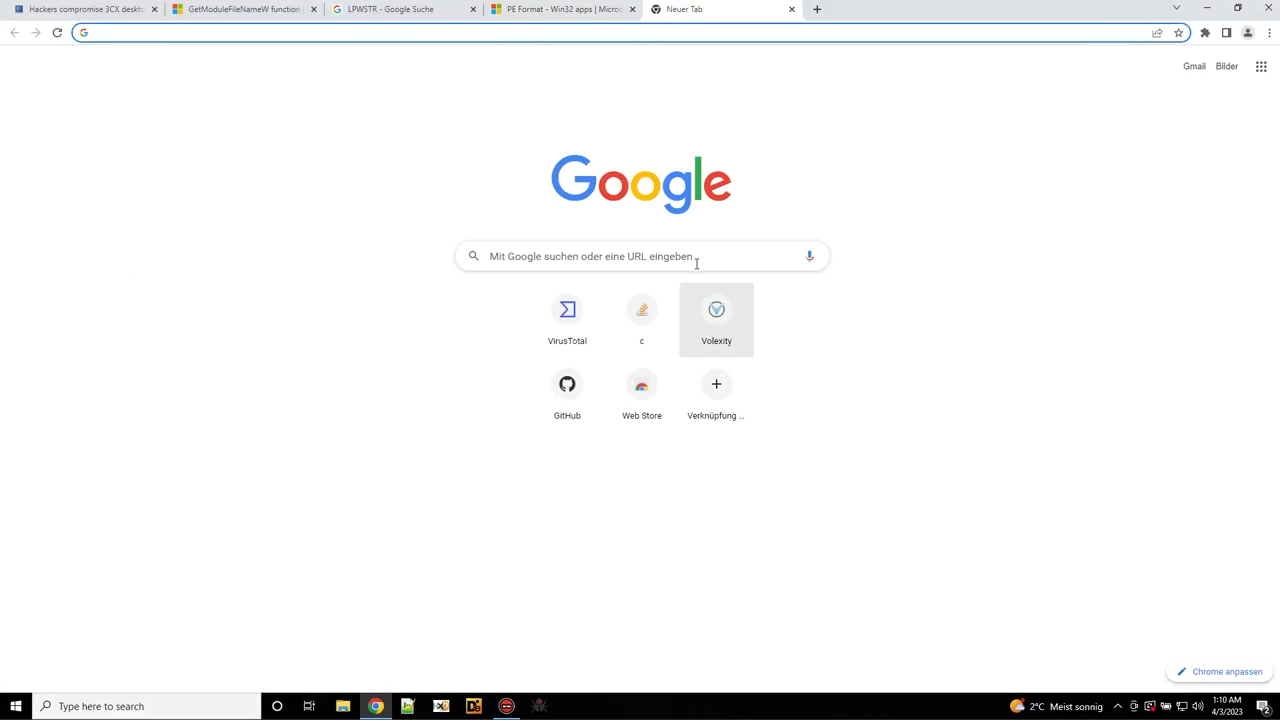 Hackers compromise 3CX deskto
GetModuleFileNameW function (
LPWSTR - Google Suche
PE Format - Win32 apps | Micros
Neuer Tab
Gmail
Bilder
Google
Mit Google suchen oder eine URL eingeben
VirusTotal
c
Volexity
GitHub
Web Store
Verknüpfung ...
Chrome anpassen
Type here to search
2°C Meist sonnig
1:10 AM
4/3/2023